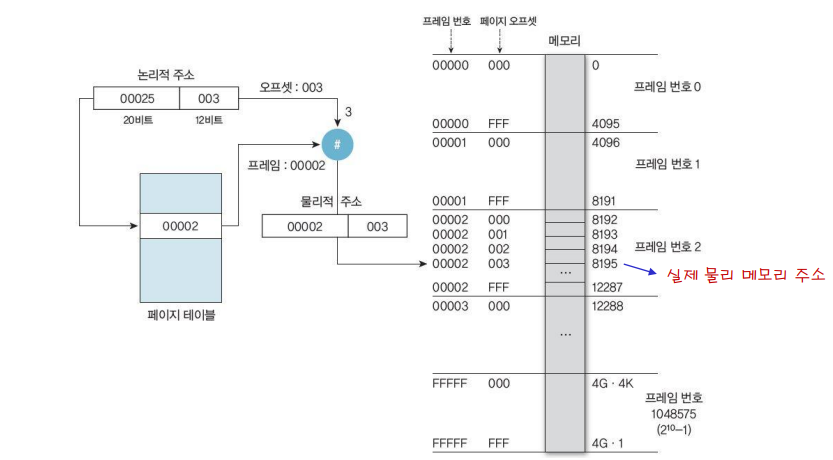 논리적 주소
00025 003
20비트 12비트
오프셋 : 003
3
#
프레임 : 00002
00002
페이지 테이블
물리적 주소
00002 003
프레임 번호 페이지 오프셋
메모리
00000 000 0
프레임 번호 0
00000 FFF 4095
00001 000 4096
프레임 번호 1
00001 FFF 8191
00002 000 8192
00002 001 8193
00002 002 8194
프레임 번호 2
00002 003 8195
실제 물리 메모리 주소
...
00002 FFF 12287
00003 000 12288
...
FFFFF 000 4G · 4K
프레임 번호
1048575
(2¹⁰–1)
FFFFF FFF 4G · 1